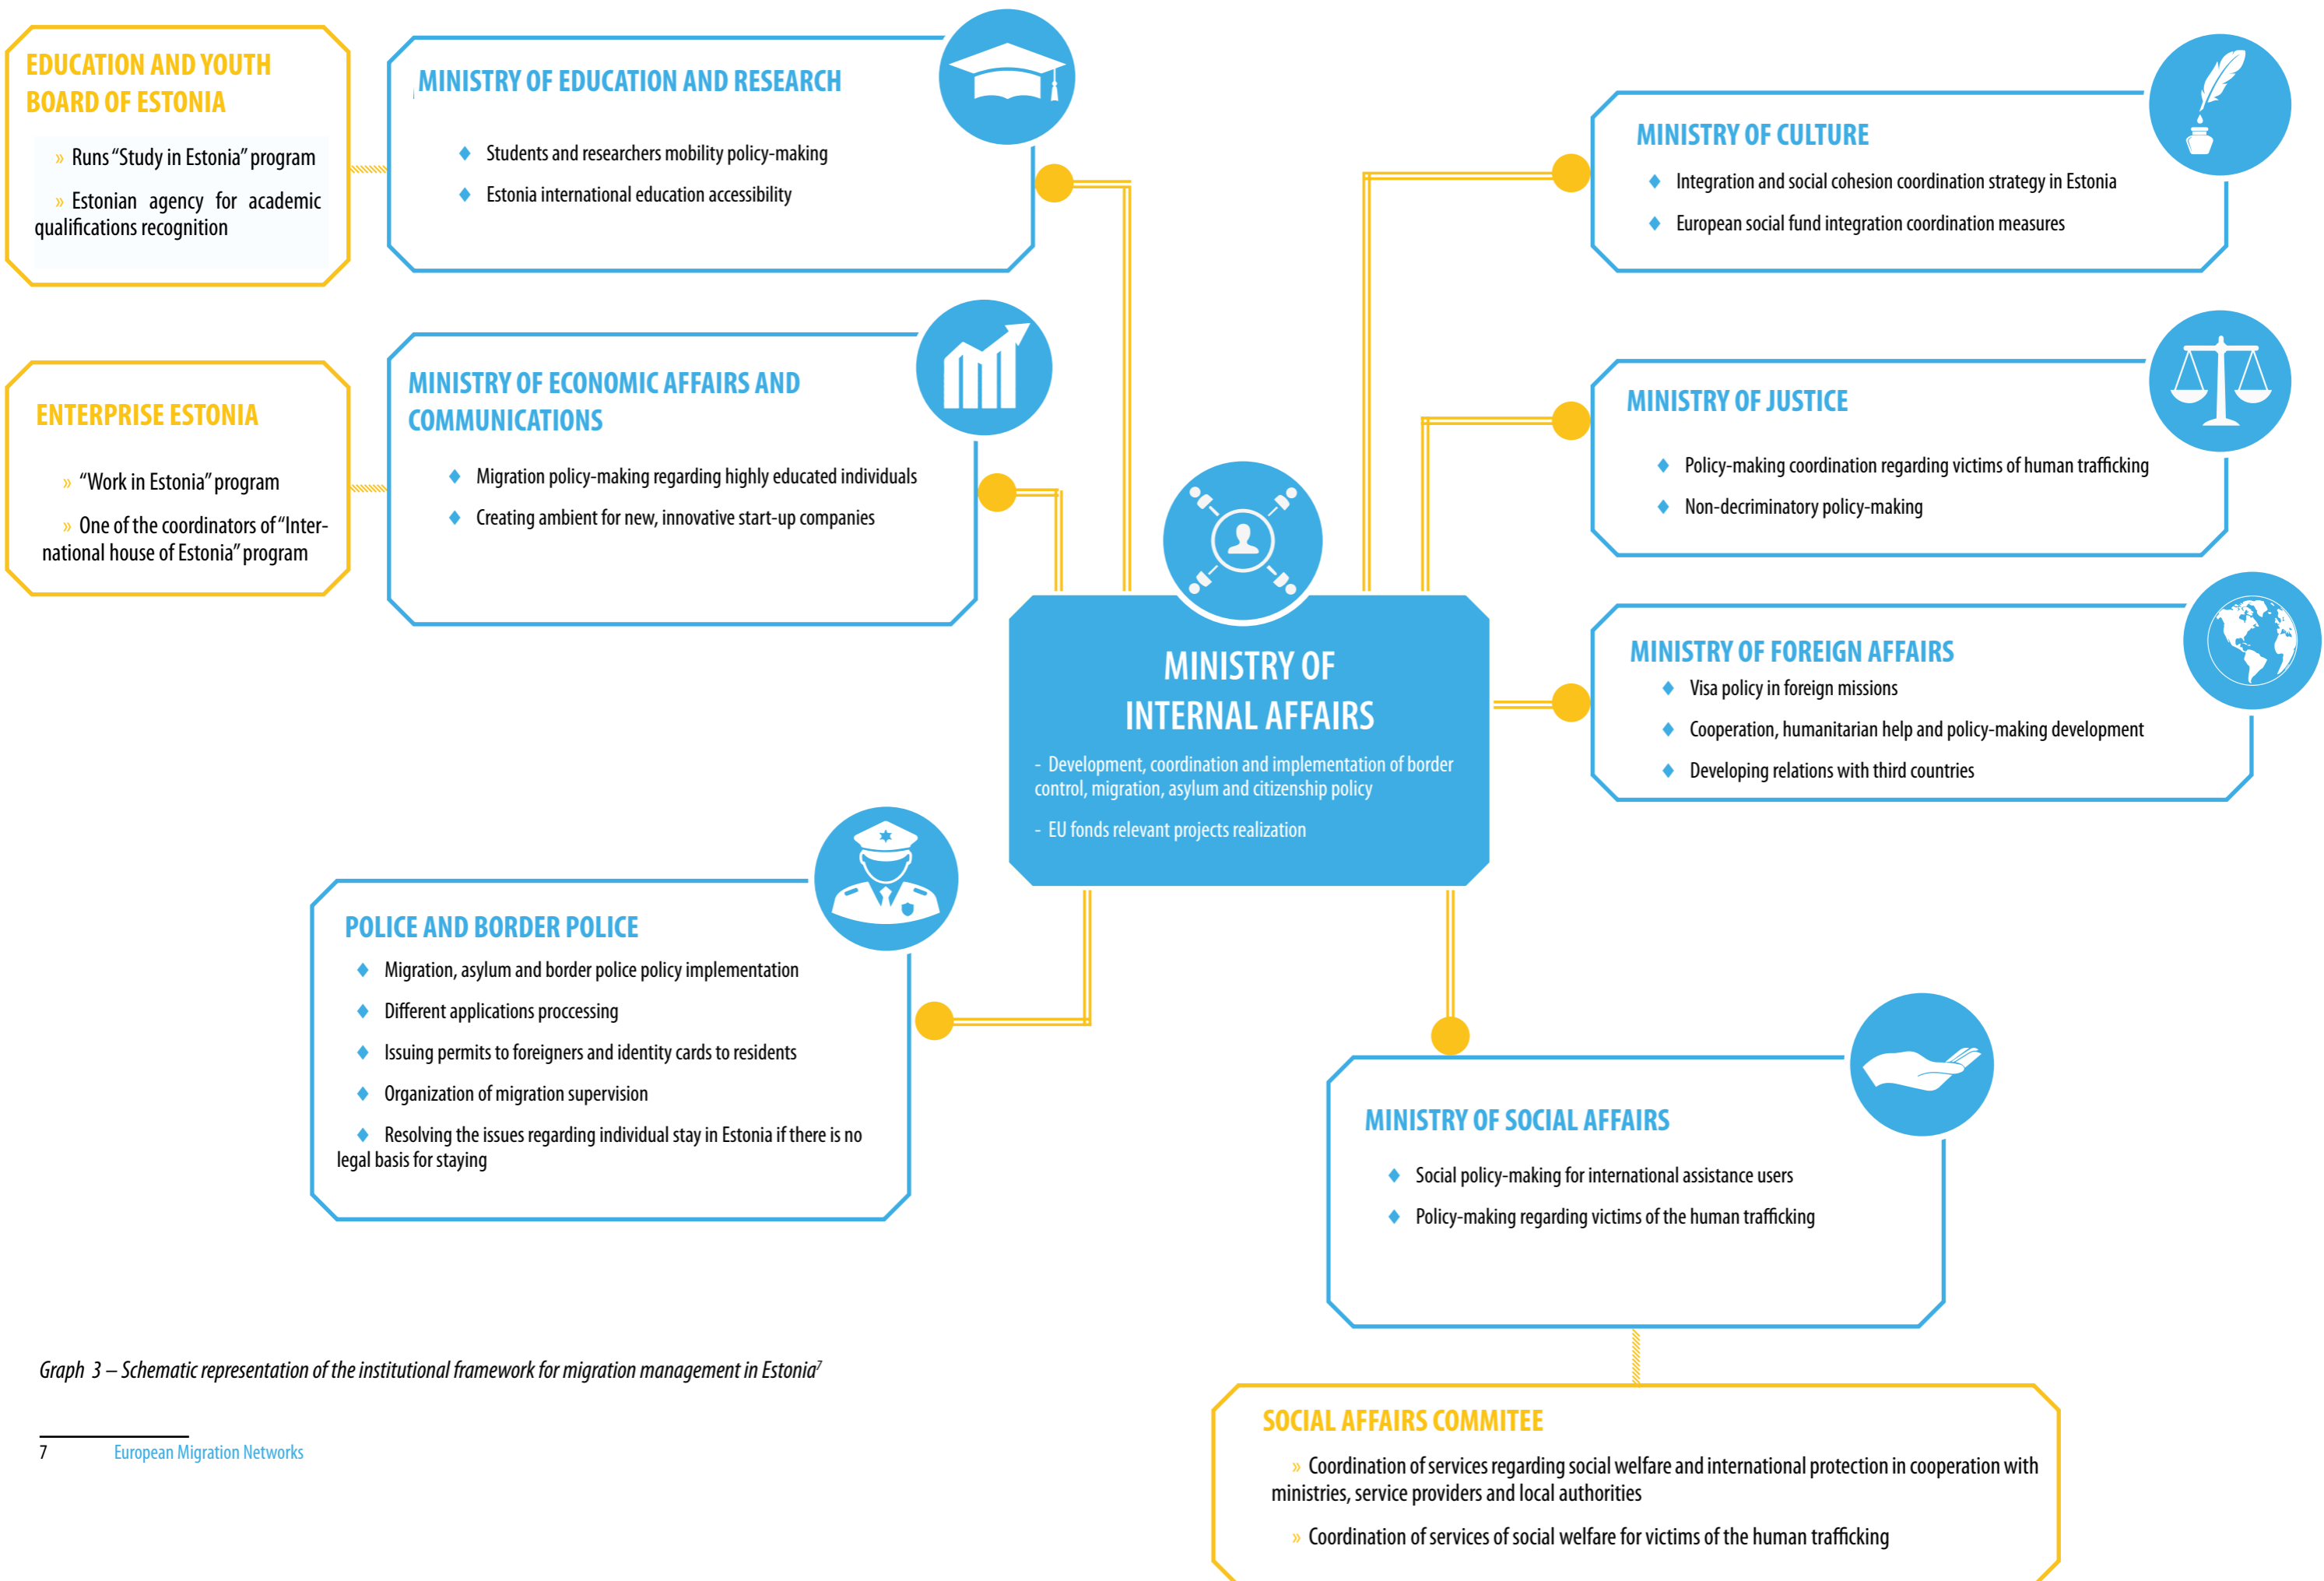 EDUCATION AND YOUTH
BOARD OF ESTONIA
» Runs “Study in Estonia” program
» Estonian agency for academic
qualifications recognition
MINISTRY OF EDUCATION AND RESEARCH
♦ Students and researchers mobility policy-making
♦ Estonia international education accessibility
MINISTRY OF CULTURE
♦ Integration and social cohesion coordination strategy in Estonia
♦ European social fund integration coordination measures
ENTERPRISE ESTONIA
» “Work in Estonia” program
» One of the coordinators of “Inter-
national house of Estonia” program
MINISTRY OF ECONOMIC AFFAIRS AND
COMMUNICATIONS
♦ Migration policy-making regarding highly educated individuals
♦ Creating ambient for new, innovative start-up companies
MINISTRY OF JUSTICE
♦ Policy-making coordination regarding victims of human trafficking
♦ Non-decriminatory policy-making
MINISTRY OF
INTERNAL AFFAIRS
- Development, coordination and implementation of border
control, migration, asylum and citizenship policy
- EU fonds relevant projects realization
MINISTRY OF FOREIGN AFFAIRS
♦ Visa policy in foreign missions
♦ Cooperation, humanitarian help and policy-making development
♦ Developing relations with third countries
POLICE AND BORDER POLICE
♦ Migration, asylum and border police policy implementation
♦ Different applications proccessing
♦ Issuing permits to foreigners and identity cards to residents
♦ Organization of migration supervision
♦ Resolving the issues regarding individual stay in Estonia if there is no
legal basis for staying
MINISTRY OF SOCIAL AFFAIRS
♦ Social policy-making for international assistance users
♦ Policy-making regarding victims of the human trafficking
SOCIAL AFFAIRS COMMITEE
» Coordination of services regarding social welfare and international protection in cooperation with
ministries, service providers and local authorities
» Coordination of services of social welfare for victims of the human trafficking
Graph 3 – Schematic representation of the institutional framework for migration management in Estonia7
7 European Migration Networks